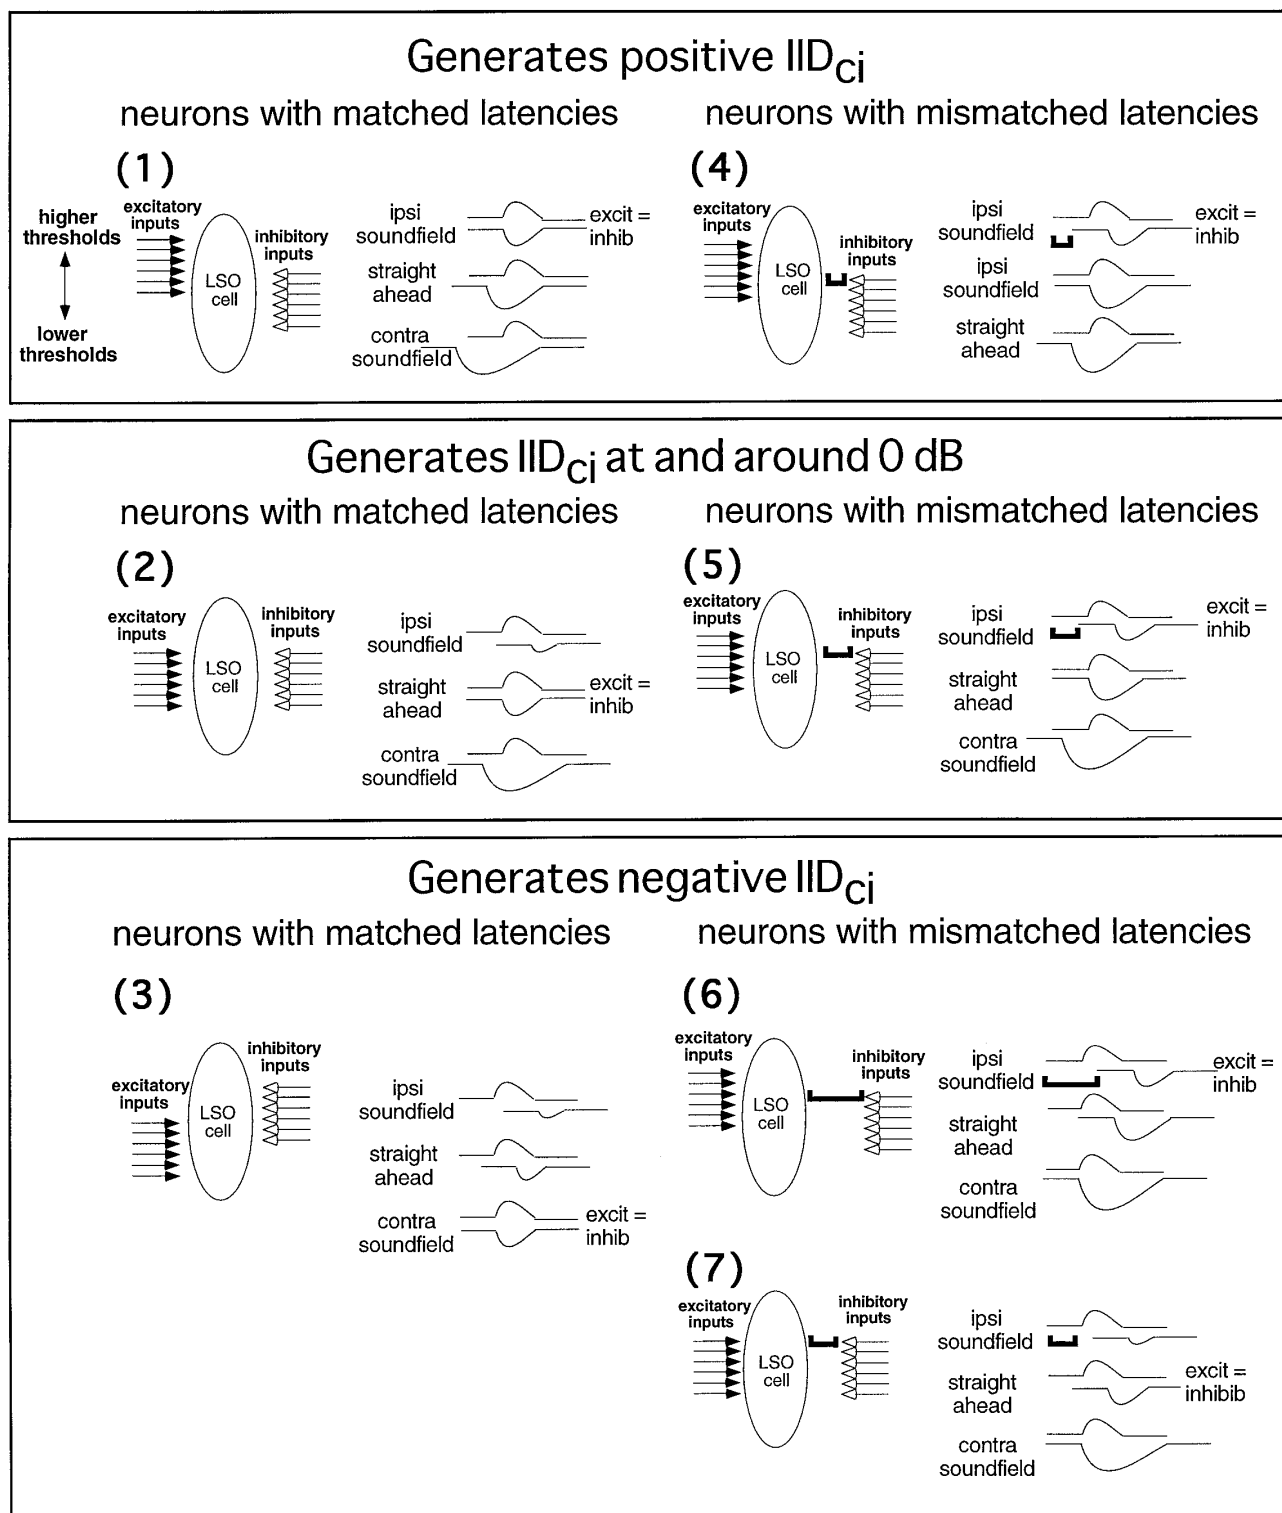 Generates positive IIDci
neurons with matched latencies
neurons with mismatched latencies
(1)
higher
thresholds
lower
thresholds
excitatory
inputs
LSO
cell
inhibitory
inputs
ipsi
soundfield
excit =
inhib
straight
ahead
contra
soundfield
(4)
excitatory
inputs
LSO
cell
inhibitory
inputs
ipsi
soundfield
excit =
inhib
ipsi
soundfield
straight
ahead
Generates IIDci at and around 0 dB
neurons with matched latencies
neurons with mismatched latencies
(2)
excitatory
inputs
LSO
cell
inhibitory
inputs
ipsi
soundfield
straight
ahead
excit =
inhib
contra
soundfield
(5)
excitatory
inputs
LSO
cell
inhibitory
inputs
ipsi
soundfield
excit =
inhib
straight
ahead
contra
soundfield
Generates negative IIDci
neurons with matched latencies
neurons with mismatched latencies
(3)
excitatory
inputs
LSO
cell
inhibitory
inputs
ipsi
soundfield
straight
ahead
contra
soundfield
excit =
inhib
(6)
excitatory
inputs
LSO
cell
inhibitory
inputs
ipsi
soundfield
excit =
inhib
straight
ahead
contra
soundfield
(7)
excitatory
inputs
LSO
cell
inhibitory
inputs
ipsi
soundfield
straight
ahead
excit =
inhibib
contra
soundfield